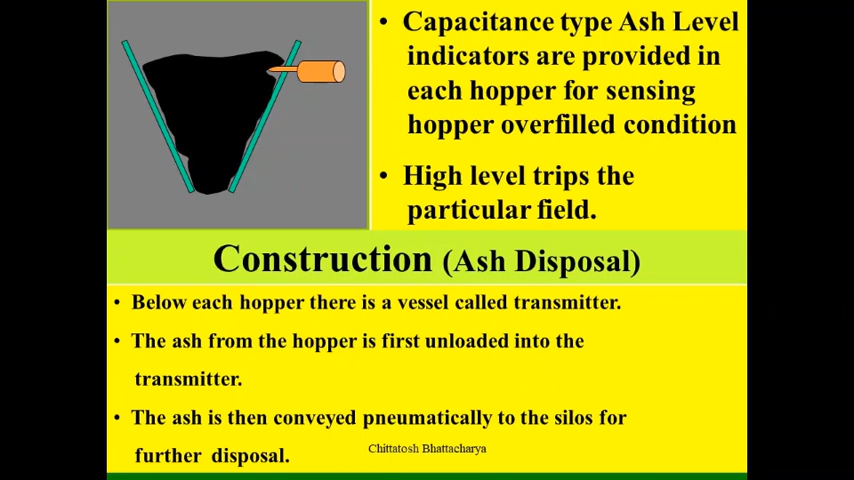 • Capacitance type Ash Level
indicators are provided in
each hopper for sensing
hopper overfilled condition
• High level trips the
particular field.
Construction (Ash Disposal)
• Below each hopper there is a vessel called transmitter.
• The ash from the hopper is first unloaded into the
transmitter.
• The ash is then conveyed pneumatically to the silos for
further disposal.
Chittatosh Bhattacharya